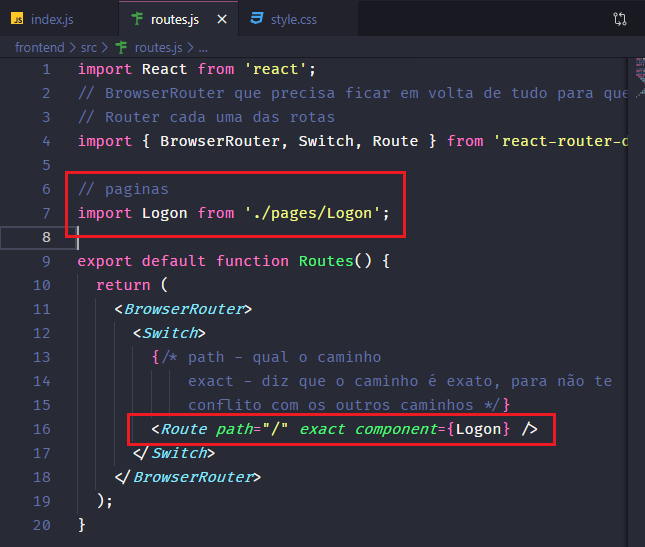 JS index.js
routes.js ×
style.css
frontend > src > routes.js > ...
1 import React from 'react';
2 // BrowserRouter que precisa ficar em volta de tudo para que
3 // Router cada uma das rotas
4 import { BrowserRouter, Switch, Route } from 'react-router-d
5
6 // paginas
7 import Logon from './pages/Logon';
8
9 export default function Routes() {
10 return (
11 <BrowserRouter>
12 <Switch>
13 {/* path - qual o caminho
14 exact - diz que o caminho é exato, para não te
15 conflito com os outros caminhos */}
16 <Route path="/" exact component={Logon} />
17 </Switch>
18 </BrowserRouter>
19 );
20 }